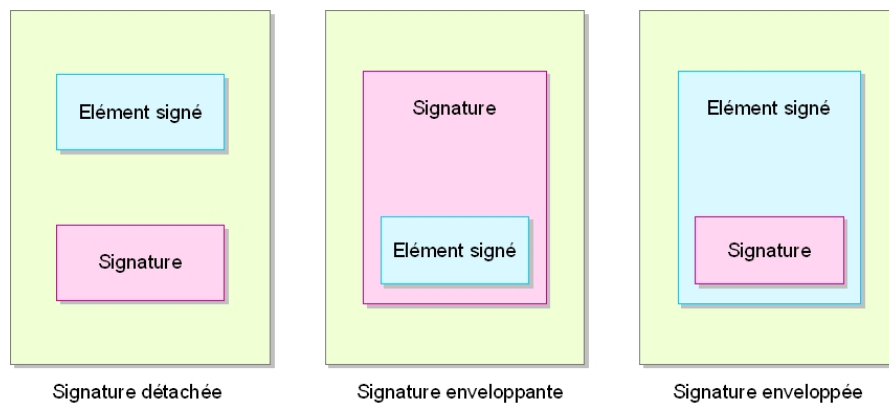 Elément signé
Signature
Signature détachée
Signature
Elément signé
Signature enveloppante
Elément signé
Signature
Signature enveloppée